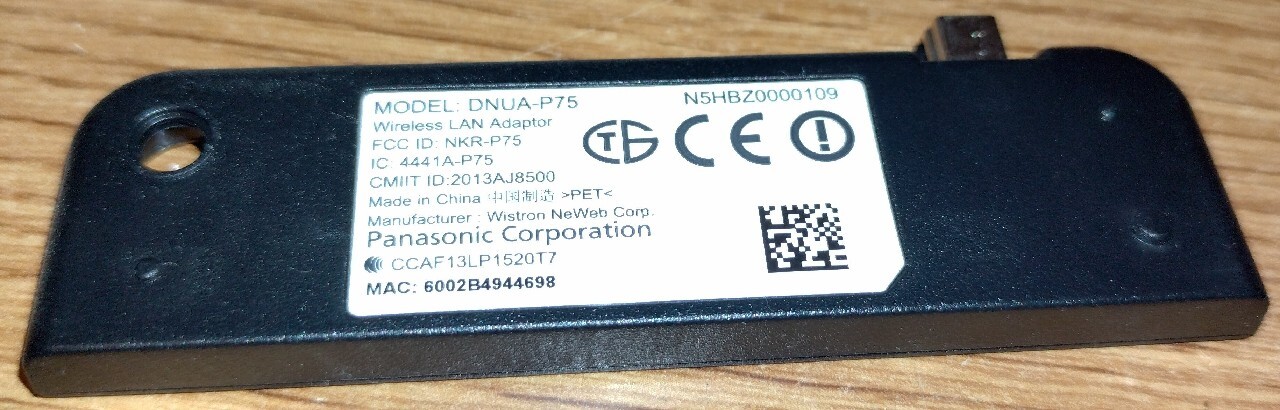 MODEL: DNUA-P75
N5HBZ0000109
Wireless LAN Adaptor
FCC ID: NKR-P75
IC: 4441A-P75
CMIIT ID:2013AJ8500
Made in China 中国制造 >PET<
Manufacturer : Wistron NeWeb Corp.
Panasonic Corporation
CCAF13LP1520T7
MAC: 6002B4944698
CE